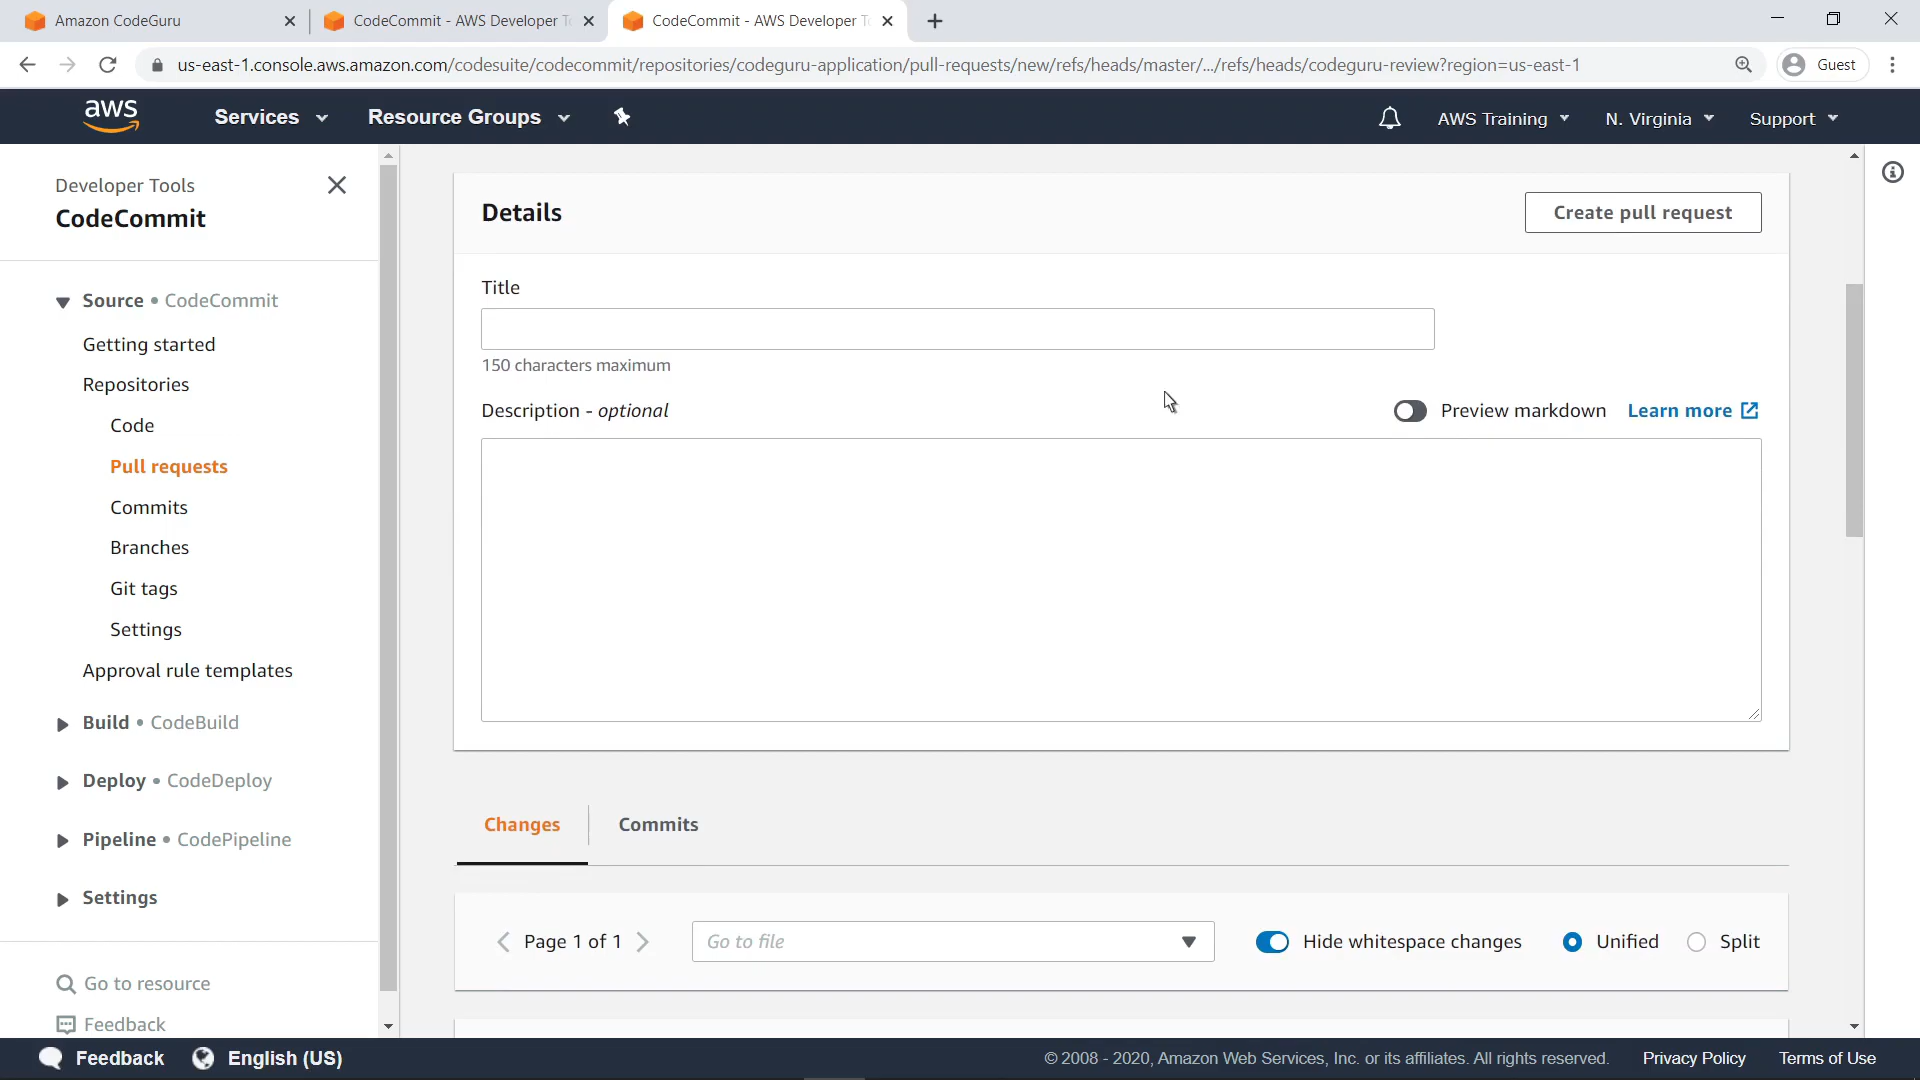 Amazon CodeGuru
CodeCommit - AWS Developer
CodeCommit - AWS Developer
us-east-1.console.aws.amazon.com/codesuite/codecommit/repositories/codeguru-application/pull-requests/new/refs/heads/master/.../refs/heads/codeguru-review?region=us-east-1
Guest
aws
Services
Resource Groups
AWS Training
N. Virginia
Support
Developer Tools
CodeCommit
Source • CodeCommit
Getting started
Repositories
Code
Pull requests
Commits
Branches
Git tags
Settings
Approval rule templates
Build • CodeBuild
Deploy • CodeDeploy
Pipeline • CodePipeline
Settings
Go to resource
Feedback
Details
Create pull request
Title
150 characters maximum
Description - optional
Preview markdown
Learn more
Changes
Commits
Page 1 of 1
Go to file
Hide whitespace changes
Unified
Split
Feedback
English (US)
© 2008 - 2020, Amazon Web Services, Inc. or its affiliates. All rights reserved.
Privacy Policy
Terms of Use